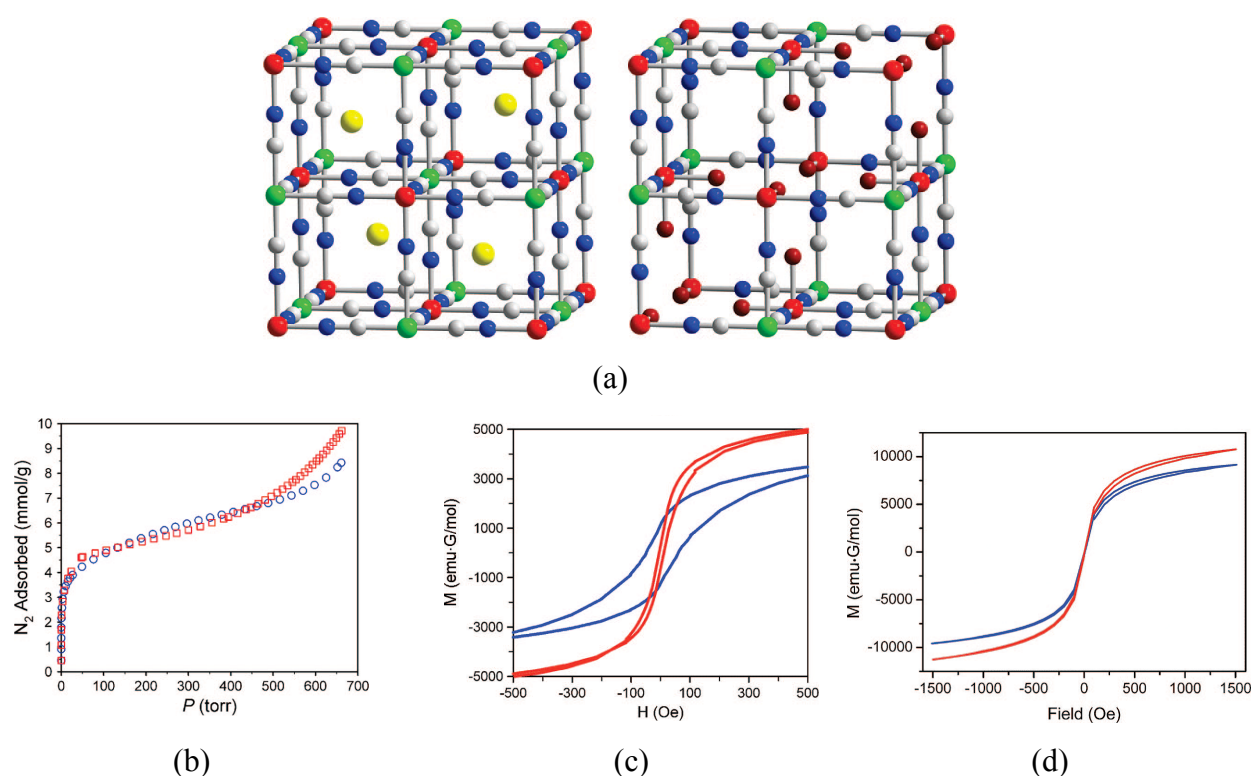 (a)
10
9
8
7
6
5
4
3
2
1
0
N₂ Adsorbed (mmol/g)
0 100 200 300 400 500 600 700
P (torr)
(b)
5000
3000
1000
-1000
-3000
-5000
M (emu·G/mol)
-500 -300 -100 100 300 500
H (Oe)
(c)
10000
5000
0
-5000
-10000
M (emu·G/mol)
-1500 -1000 -500 0 500 1000 1500
Field (Oe)
(d)